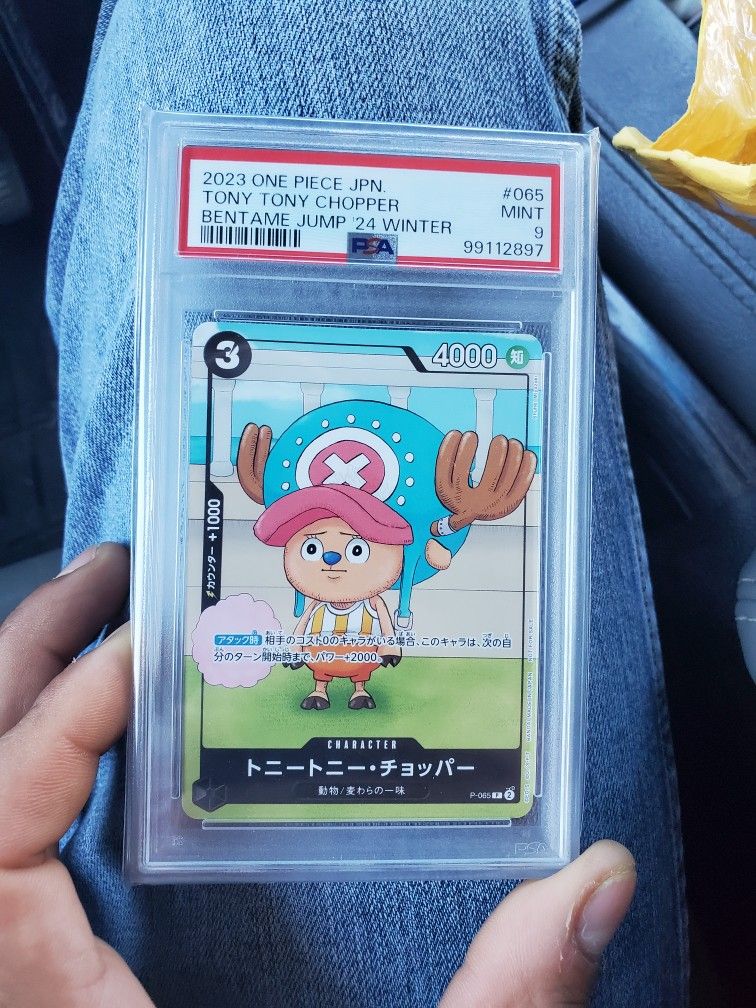 2023 ONE PIECE JPN. #065
TONY TONY CHOPPER MINT
BENTAME JUMP '24 WINTER 9
PSA 99112897
3 4000 知
カウンター +1000
アタック時 相手のコスト0のキャラがいる場合、このキャラは、次の自
分のターン開始時まで、パワー+2000。
CHARACTER
トニートニー・チョッパー
動物/麦わらの一味
P-065 P 2
PSA